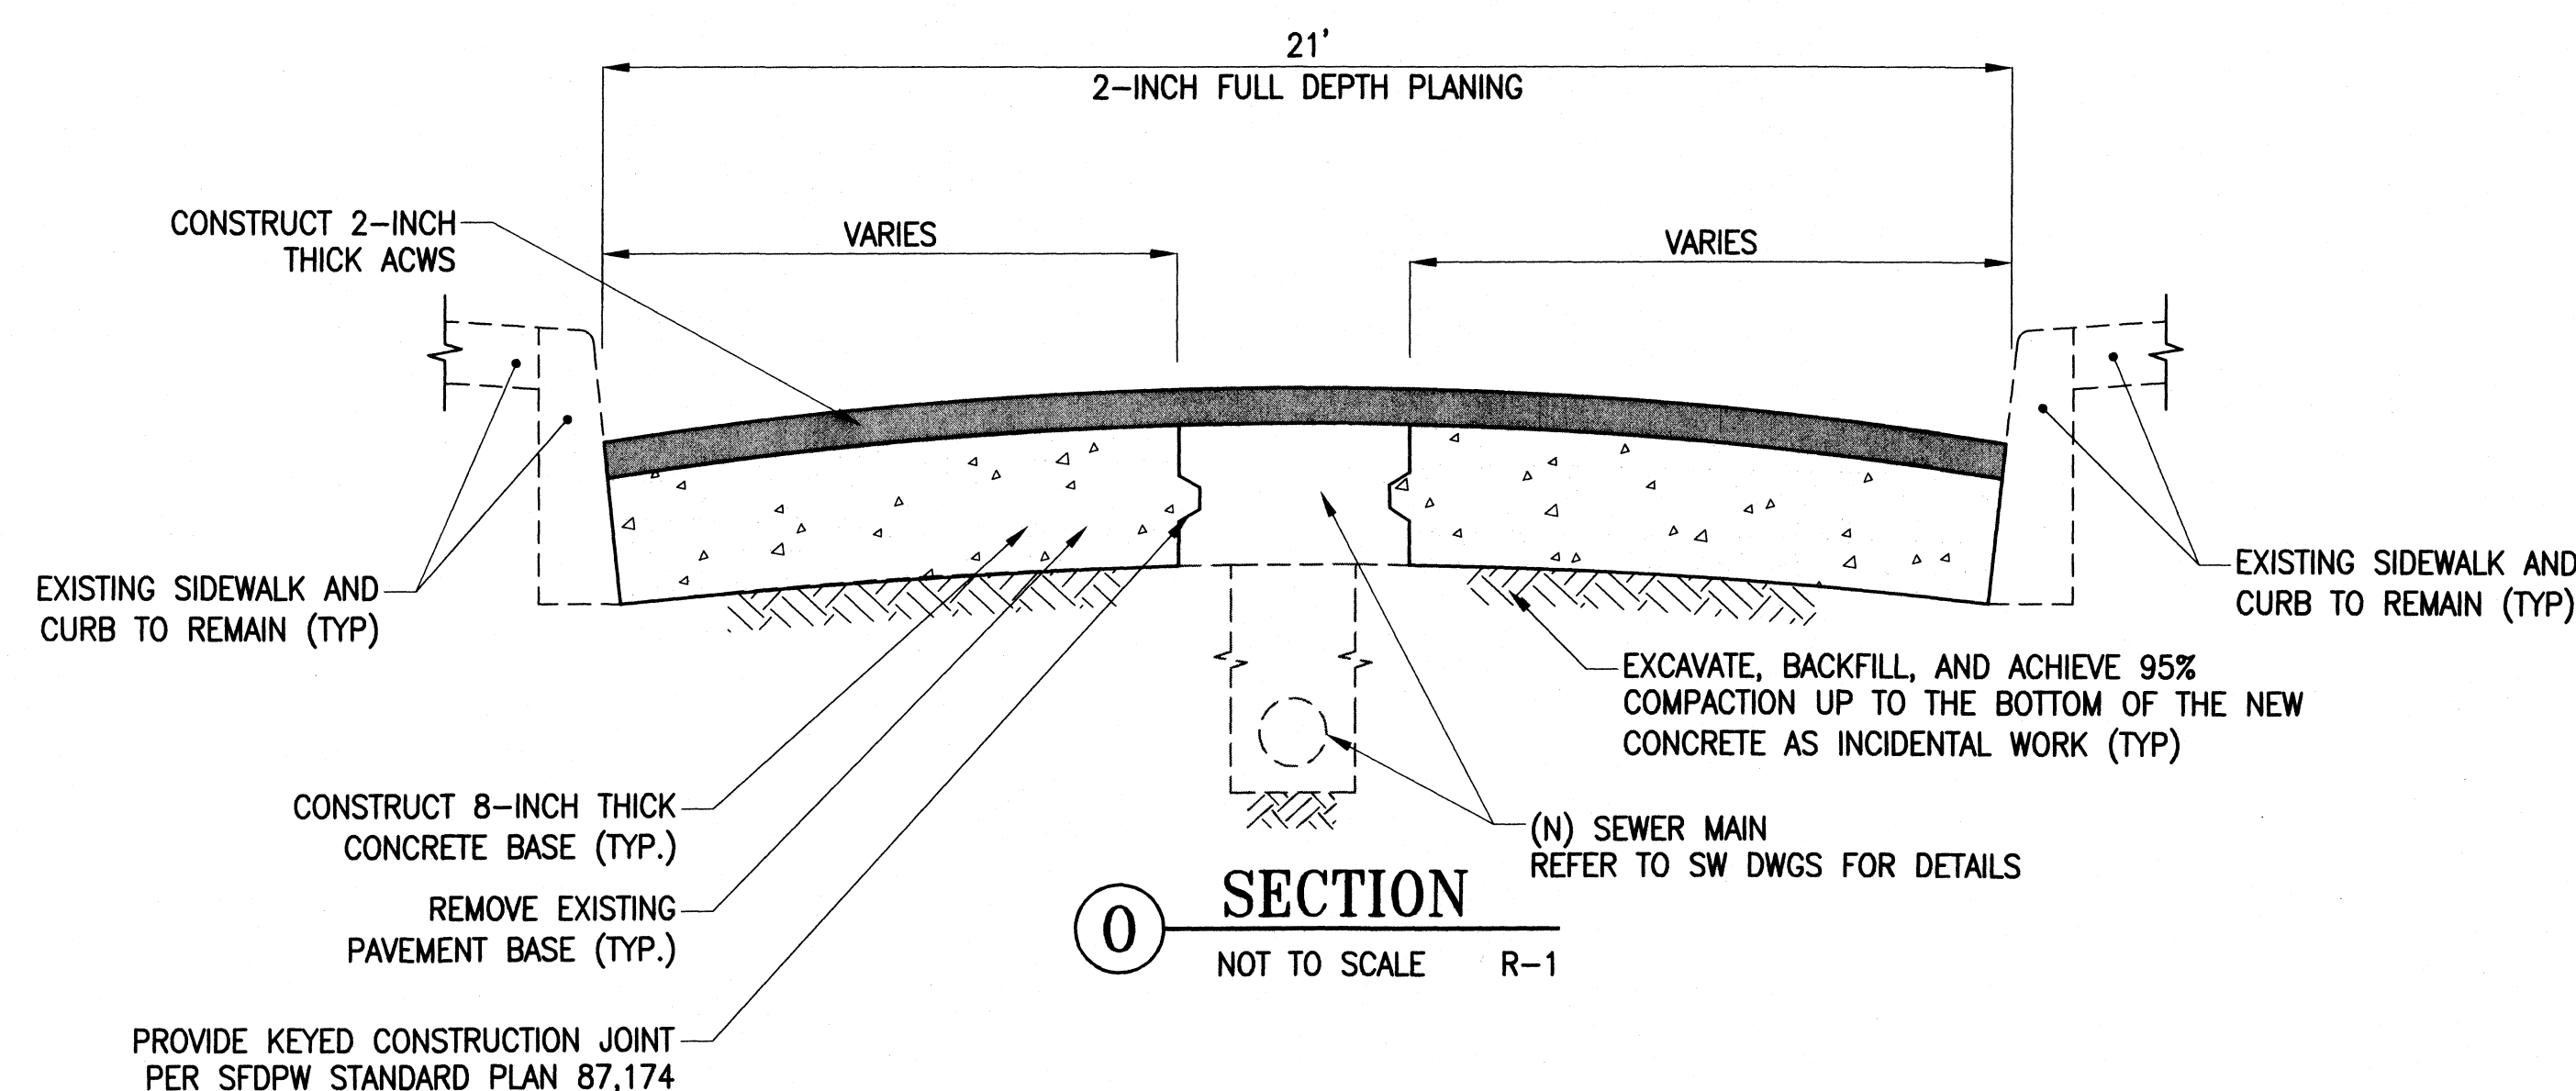 21'
2-INCH FULL DEPTH PLANING
CONSTRUCT 2-INCH
THICK ACWS
VARIES
VARIES
EXISTING SIDEWALK AND
CURB TO REMAIN (TYP)
EXISTING SIDEWALK AND
CURB TO REMAIN (TYP)
EXCAVATE, BACKFILL, AND ACHIEVE 95%
COMPACTION UP TO THE BOTTOM OF THE NEW
CONCRETE AS INCIDENTAL WORK (TYP)
CONSTRUCT 8-INCH THICK
CONCRETE BASE (TYP.)
(N) SEWER MAIN
REFER TO SW DWGS FOR DETAILS
REMOVE EXISTING
PAVEMENT BASE (TYP.)
O SECTION
NOT TO SCALE R-1
PROVIDE KEYED CONSTRUCTION JOINT
PER SFDPW STANDARD PLAN 87,174